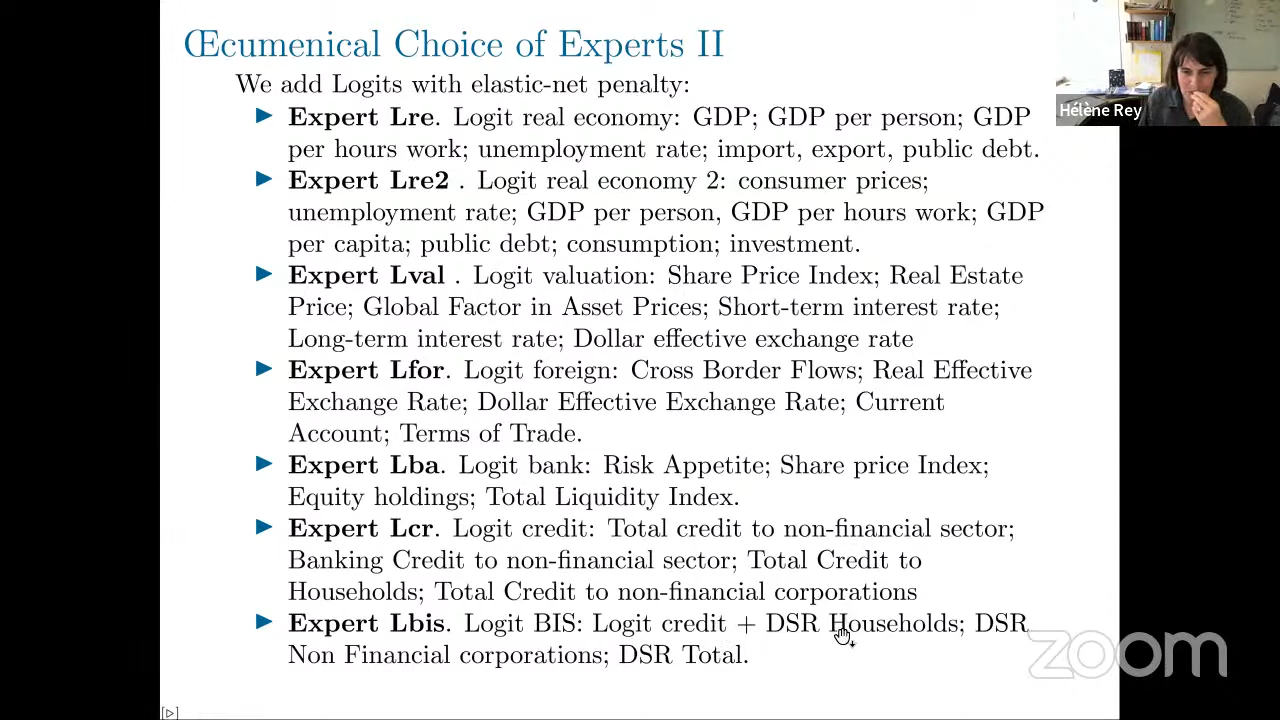 Œcumenical Choice of Experts II
We add Logits with elastic-net penalty:
▶ Expert Lre. Logit real economy: GDP; GDP per person; GDP
per hours work; unemployment rate; import, export, public debt.
▶ Expert Lre2 . Logit real economy 2: consumer prices;
unemployment rate; GDP per person, GDP per hours work; GDP
per capita; public debt; consumption; investment.
▶ Expert Lval . Logit valuation: Share Price Index; Real Estate
Price; Global Factor in Asset Prices; Short-term interest rate;
Long-term interest rate; Dollar effective exchange rate
▶ Expert Lfor. Logit foreign: Cross Border Flows; Real Effective
Exchange Rate; Dollar Effective Exchange Rate; Current
Account; Terms of Trade.
▶ Expert Lba. Logit bank: Risk Appetite; Share price Index;
Equity holdings; Total Liquidity Index.
▶ Expert Lcr. Logit credit: Total credit to non-financial sector;
Banking Credit to non-financial sector; Total Credit to
Households; Total Credit to non-financial corporations
▶ Expert Lbis. Logit BIS: Logit credit + DSR Households; DSR
Non Financial corporations; DSR Total.
Hélène Rey
zoom